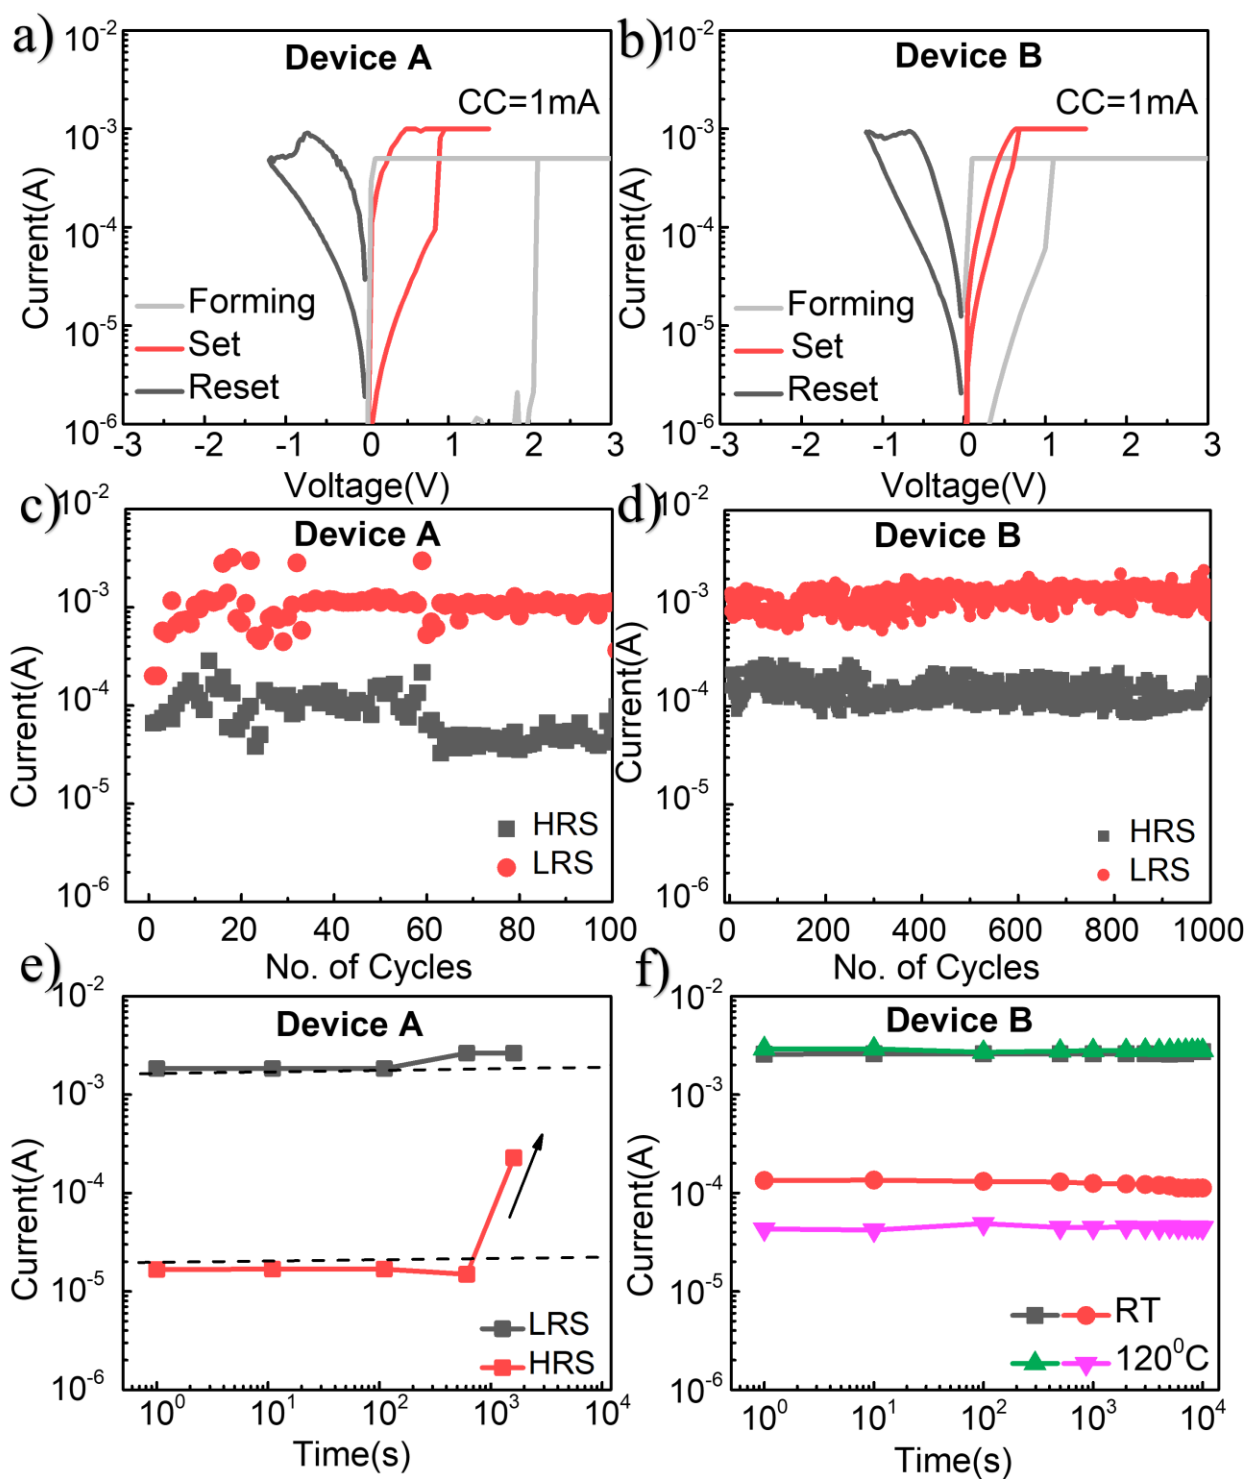 a)
Device A
CC=1mA
Current(A)
10⁻²
10⁻³
10⁻⁴
10⁻⁵
10⁻⁶
Forming
Set
Reset
-3 -2 -1 0 1 2 3
Voltage(V)
b)
Device B
CC=1mA
Current(A)
10⁻²
10⁻³
10⁻⁴
10⁻⁵
10⁻⁶
Forming
Set
Reset
-3 -2 -1 0 1 2 3
Voltage(V)
c)
Device A
Current(A)
10⁻²
10⁻³
10⁻⁴
10⁻⁵
10⁻⁶
HRS
LRS
0 20 40 60 80 100
No. of Cycles
d)
Device B
Current(A)
10⁻²
10⁻³
10⁻⁴
10⁻⁵
10⁻⁶
HRS
LRS
0 200 400 600 800 1000
No. of Cycles
e)
Device A
Current(A)
10⁻²
10⁻³
10⁻⁴
10⁻⁵
10⁻⁶
LRS
HRS
10⁰ 10¹ 10² 10³ 10⁴
Time(s)
f)
Device B
Current(A)
10⁻²
10⁻³
10⁻⁴
10⁻⁵
10⁻⁶
RT
120⁰C
10⁰ 10¹ 10² 10³ 10⁴
Time(s)